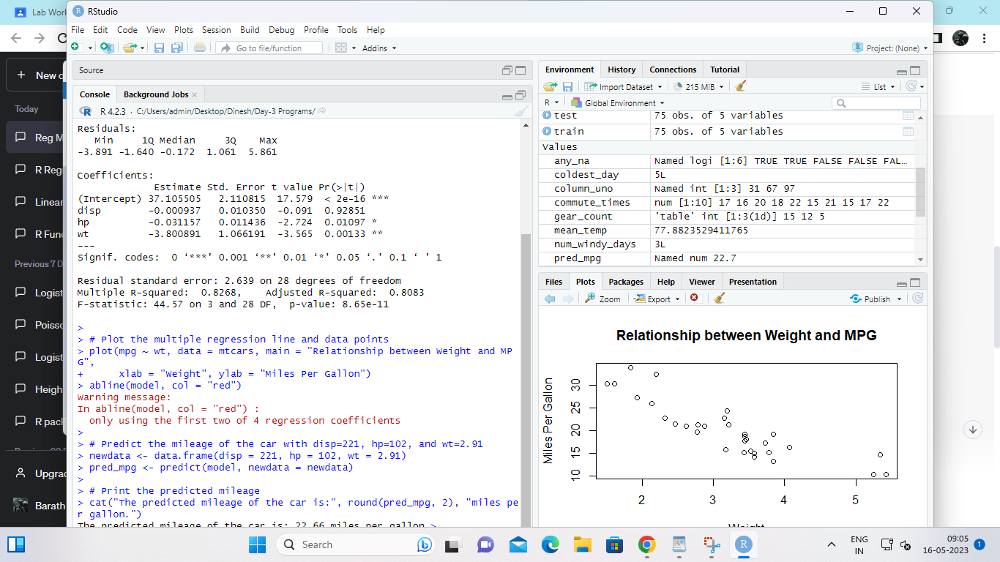 Lab Work
RStudio
File Edit Code View Plots Session Build Debug Profile Tools Help
Go to file/function
Addins
Project: (None)
New c
Today
Reg M
R Reg
Linear
R Func
Previous 7 D
Logist
Poisso
Logist
Heigh
R pack
Upgra
Barath
Source
Console Background Jobs
R 4.2.3 · C:/Users/admin/Desktop/Dinesh/Day-3 Programs/
Residuals:
Min 1Q Median 3Q Max
-3.891 -1.640 -0.172 1.061 5.861
Coefficients:
Estimate Std. Error t value Pr(>|t|)
(Intercept) 37.105505 2.110815 17.579 < 2e-16 ***
disp -0.000937 0.010350 -0.091 0.92851
hp -0.031157 0.011436 -2.724 0.01097 *
wt -3.800891 1.066191 -3.565 0.00133 **
---
Signif. codes: 0 ‘***’ 0.001 ‘**’ 0.01 ‘*’ 0.05 ‘.’ 0.1 ‘ ’ 1
Residual standard error: 2.639 on 28 degrees of freedom
Multiple R-squared: 0.8268, Adjusted R-squared: 0.8083
F-statistic: 44.57 on 3 and 28 DF, p-value: 8.65e-11
>
> # Plot the multiple regression line and data points
> plot(mpg ~ wt, data = mtcars, main = "Relationship between Weight and MP
G",
+ xlab = "Weight", ylab = "Miles Per Gallon")
> abline(model, col = "red")
Warning message:
In abline(model, col = "red") :
only using the first two of 4 regression coefficients
>
> # Predict the mileage of the car with disp=221, hp=102, and wt=2.91
> newdata <- data.frame(disp = 221, hp = 102, wt = 2.91)
> pred_mpg <- predict(model, newdata = newdata)
>
> # Print the predicted mileage
> cat("The predicted mileage of the car is:", round(pred_mpg, 2), "miles pe
r gallon.")
The predicted mileage of the car is: 22.66 miles per gallon.>
Environment History Connections Tutorial
Import Dataset 215 MiB List
R Global Environment
test 75 obs. of 5 variables
train 75 obs. of 5 variables
Values
any_na Named logi [1:6] TRUE TRUE FALSE FALSE FAL…
coldest_day 5L
column_uno Named int [1:3] 31 67 97
commute_times num [1:10] 17 16 20 18 22 15 21 15 17 22
gear_count 'table' int [1:3(1d)] 15 12 5
mean_temp 77.8823529411765
num_windy_days 3L
pred_mpg Named num 22.7
Files Plots Packages Help Viewer Presentation
Zoom Export Publish
Relationship between Weight and MPG
Miles Per Gallon
30
25
20
15
10
2 3 4 5
Weight
Search
ENG
IN
09:05
16-05-2023
1